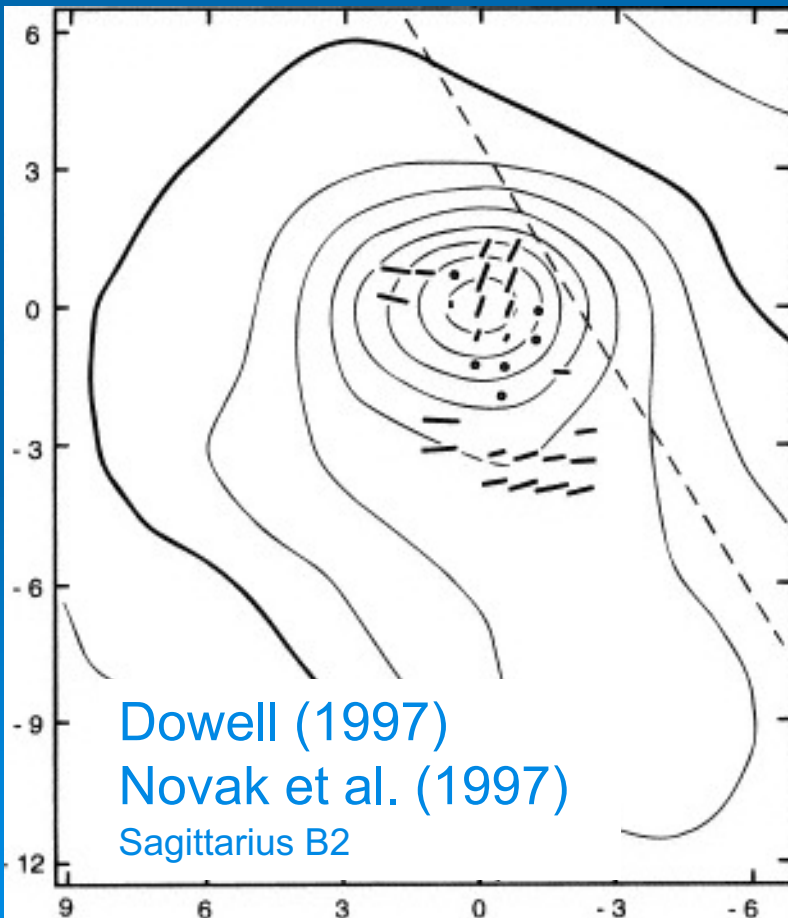 6
3
0
- 3
- 6
- 9
- 12
Dowell (1997)
Novak et al. (1997)
Sagittarius B2
9 6 3 0 - 3 - 6